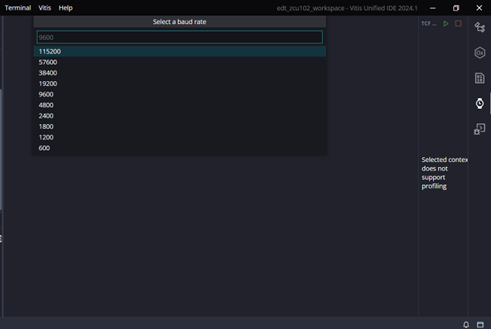 Terminal Vitis Help
edt_zcu102_workspace - Vitis Unified IDE 2024.1
Select a baud rate
9600
115200
57600
38400
19200
9600
4800
2400
1800
1200
600
TCF ...
Selected contex
does not
support
profiling